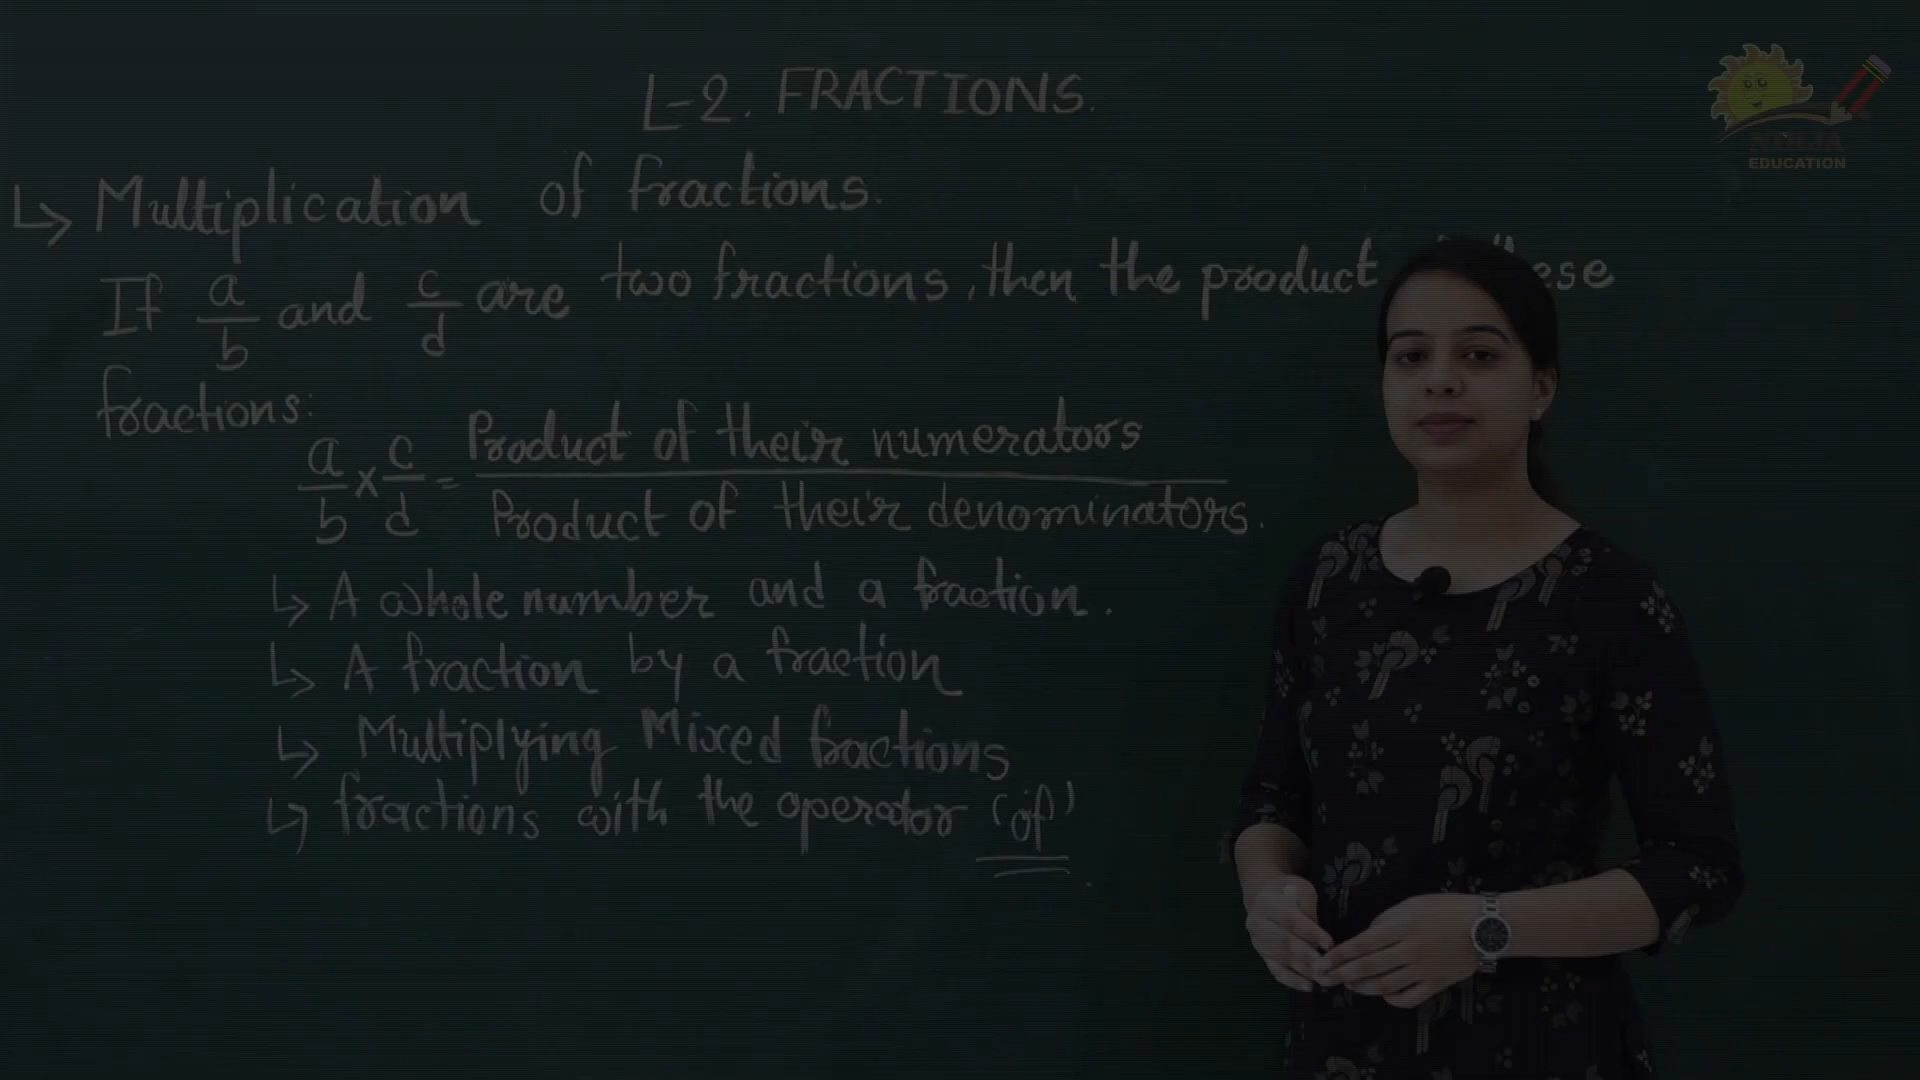 L-2. FRACTIONS.
NINJA
EDUCATION
↳ Multiplication of fractions.
If a/b and c/d are two fractions, then the product these
fractions:
a/b × c/d = Product of their numerators / Product of their denominators.
↳ A whole number and a fraction.
↳ A fraction by a fraction
↳ Multiplying Mixed fractions
↳ fractions with the operator 'of'